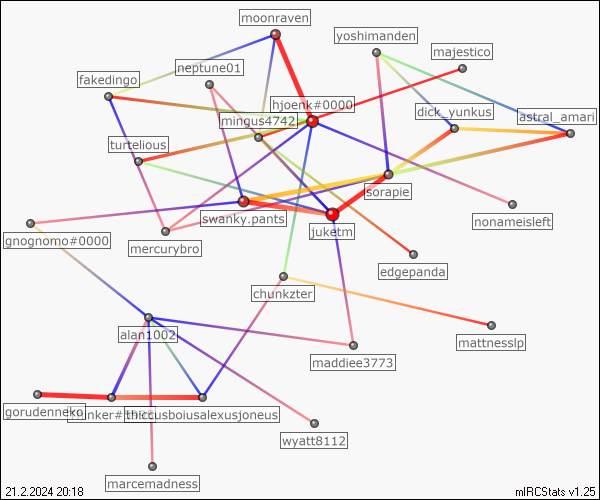 moonraven
yoshimanden
majestico
neptune01
fakedingo
hjoenk#0000
dick_yunkus
astral_amari
mingus4742
turtelious
sorapie
swanky.pants
nonameisleft
juketm
gnognomo#0000
mercurybro
edgepanda
chunkzter
alan1002
mattnesslp
maddiee3773
gorudenneko
thiccusboiusalexusjoneus
wyatt8112
marcemadness
21.2.2024 20:18
mIRCStats v1.25